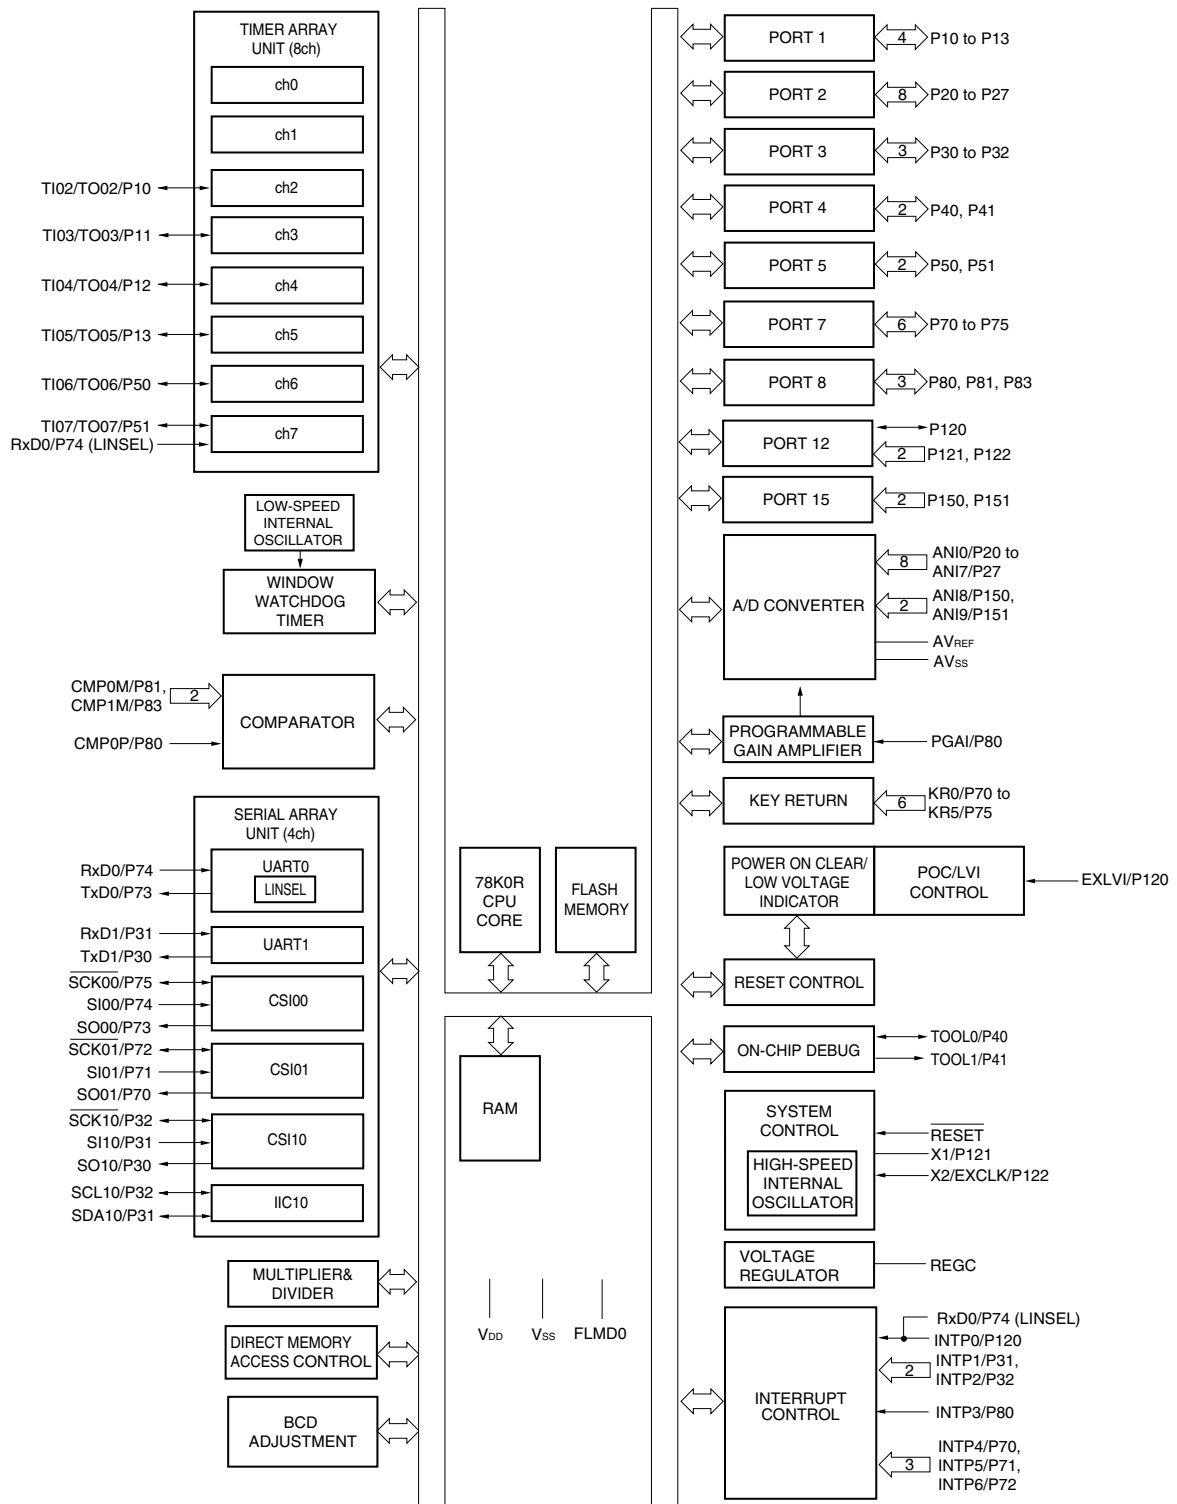 TIMER ARRAY
UNIT (8ch)
ch0
ch1
TI02/TO02/P10
ch2
TI03/TO03/P11
ch3
TI04/TO04/P12
ch4
TI05/TO05/P13
ch5
TI06/TO06/P50
ch6
TI07/TO07/P51
RxD0/P74 (LINSEL)
ch7
LOW-SPEED
INTERNAL
OSCILLATOR
WINDOW
WATCHDOG
TIMER
CMP0M/P81,
CMP1M/P83
2
CMP0P/P80
COMPARATOR
SERIAL ARRAY
UNIT (4ch)
RxD0/P74
TxD0/P73
UART0
LINSEL
RxD1/P31
TxD1/P30
UART1
SCK00/P75
SI00/P74
SO00/P73
CSI00
SCK01/P72
SI01/P71
SO01/P70
CSI01
SCK10/P32
SI10/P31
SO10/P30
CSI10
SCL10/P32
SDA10/P31
IIC10
MULTIPLIER&
DIVIDER
DIRECT MEMORY
ACCESS CONTROL
BCD
ADJUSTMENT
78K0R
CPU
CORE
FLASH
MEMORY
RAM
VDD
VSS
FLMD0
PORT 1
4
P10 to P13
PORT 2
8
P20 to P27
PORT 3
3
P30 to P32
PORT 4
2
P40, P41
PORT 5
2
P50, P51
PORT 7
6
P70 to P75
PORT 8
3
P80, P81, P83
PORT 12
P120
2
P121, P122
PORT 15
2
P150, P151
A/D CONVERTER
8
ANI0/P20 to
ANI7/P27
2
ANI8/P150,
ANI9/P151
AVREF
AVSS
PROGRAMMABLE
GAIN AMPLIFIER
PGAI/P80
KEY RETURN
6
KR0/P70 to
KR5/P75
POWER ON CLEAR/
LOW VOLTAGE
INDICATOR
POC/LVI
CONTROL
EXLVI/P120
RESET CONTROL
ON-CHIP DEBUG
TOOL0/P40
TOOL1/P41
SYSTEM
CONTROL
HIGH-SPEED
INTERNAL
OSCILLATOR
RESET
X1/P121
X2/EXCLK/P122
VOLTAGE
REGULATOR
REGC
INTERRUPT
CONTROL
RxD0/P74 (LINSEL)
INTP0/P120
2
INTP1/P31,
INTP2/P32
INTP3/P80
3
INTP4/P70,
INTP5/P71,
INTP6/P72